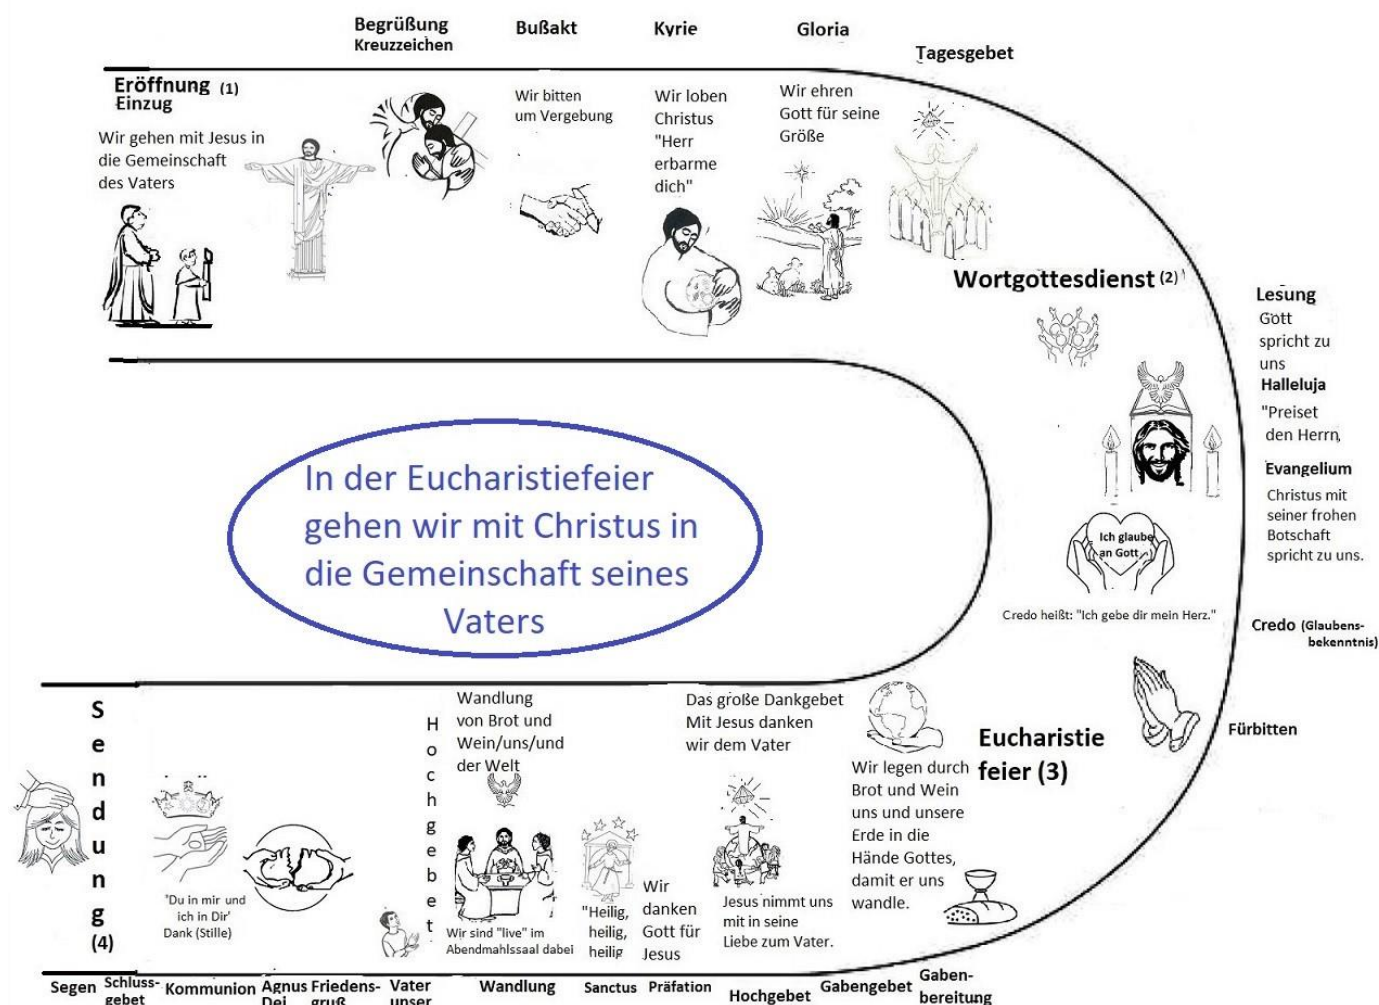 Begrüßung
Kreuzzeichen
Bußakt
Kyrie
Gloria
Tagesgebet
Eröffnung (1)
Einzug
Wir gehen mit Jesus in
die Gemeinschaft
des Vaters
Wir bitten
um Vergebung
Wir loben
Christus
"Herr
erbarme
dich"
Wir ehren
Gott für seine
Größe
Wortgottesdienst (2)
Lesung
Gott
spricht zu
uns
Halleluja
"Preiset
den Herrn,
Evangelium
Christus mit
seiner frohen
Botschaft
spricht zu uns.
Ich glaube
an Gott
Credo heißt: "Ich gebe dir mein Herz."
Credo (Glaubens-
bekenntnis)
Fürbitten
In der Eucharistiefeier
gehen wir mit Christus in
die Gemeinschaft seines
Vaters
Eucharistie
feier (3)
Wir legen durch
Brot und Wein
uns und unsere
Erde in die
Hände Gottes,
damit er uns
wandle.
Das große Dankgebet
Mit Jesus danken
wir dem Vater
Jesus nimmt uns
mit in seine
Liebe zum Vater.
Wir
danken
Gott für
Jesus
"Heilig,
heilig,
heilig
Wandlung
von Brot und
Wein/uns/und
der Welt
Wir sind "live" im
Abendmahlssaal dabei
Hochgebet
'Du in mir und
ich in Dir'
Dank (Stille)
Sendung
(4)
Segen
Schluss-
gebet
Kommunion
Agnus
Dei
Friedens-
gruß
Vater
unser
Wandlung
Sanctus
Präfation
Hochgebet
Gabengebet
Gaben-
bereitung